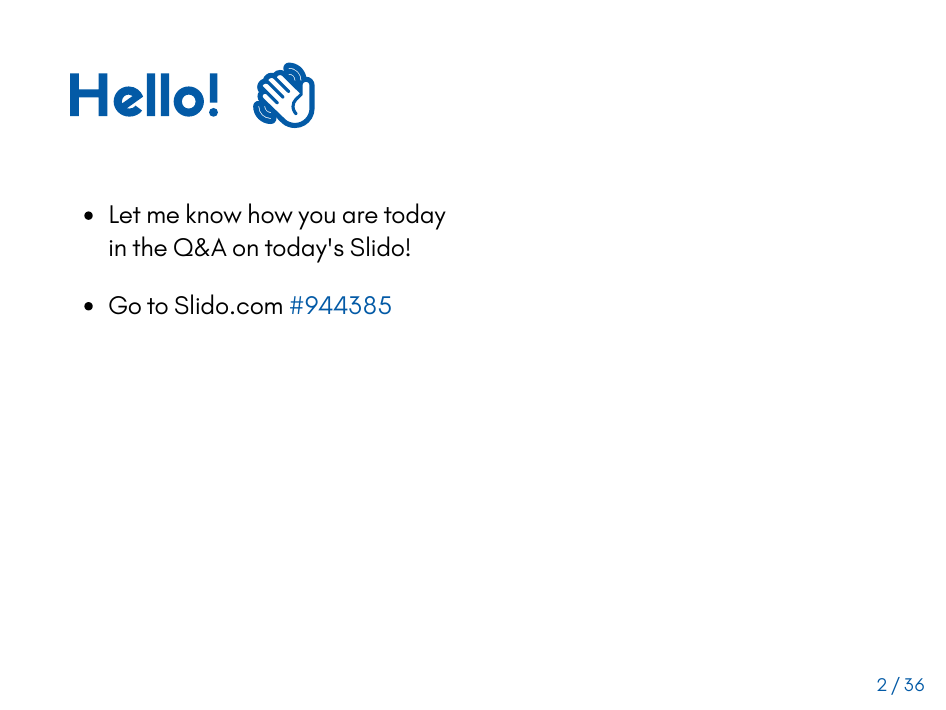 Hello!
Let me know how you are today
in the Q&A on today's Slido!
Go to Slido.com #944385
2 / 36